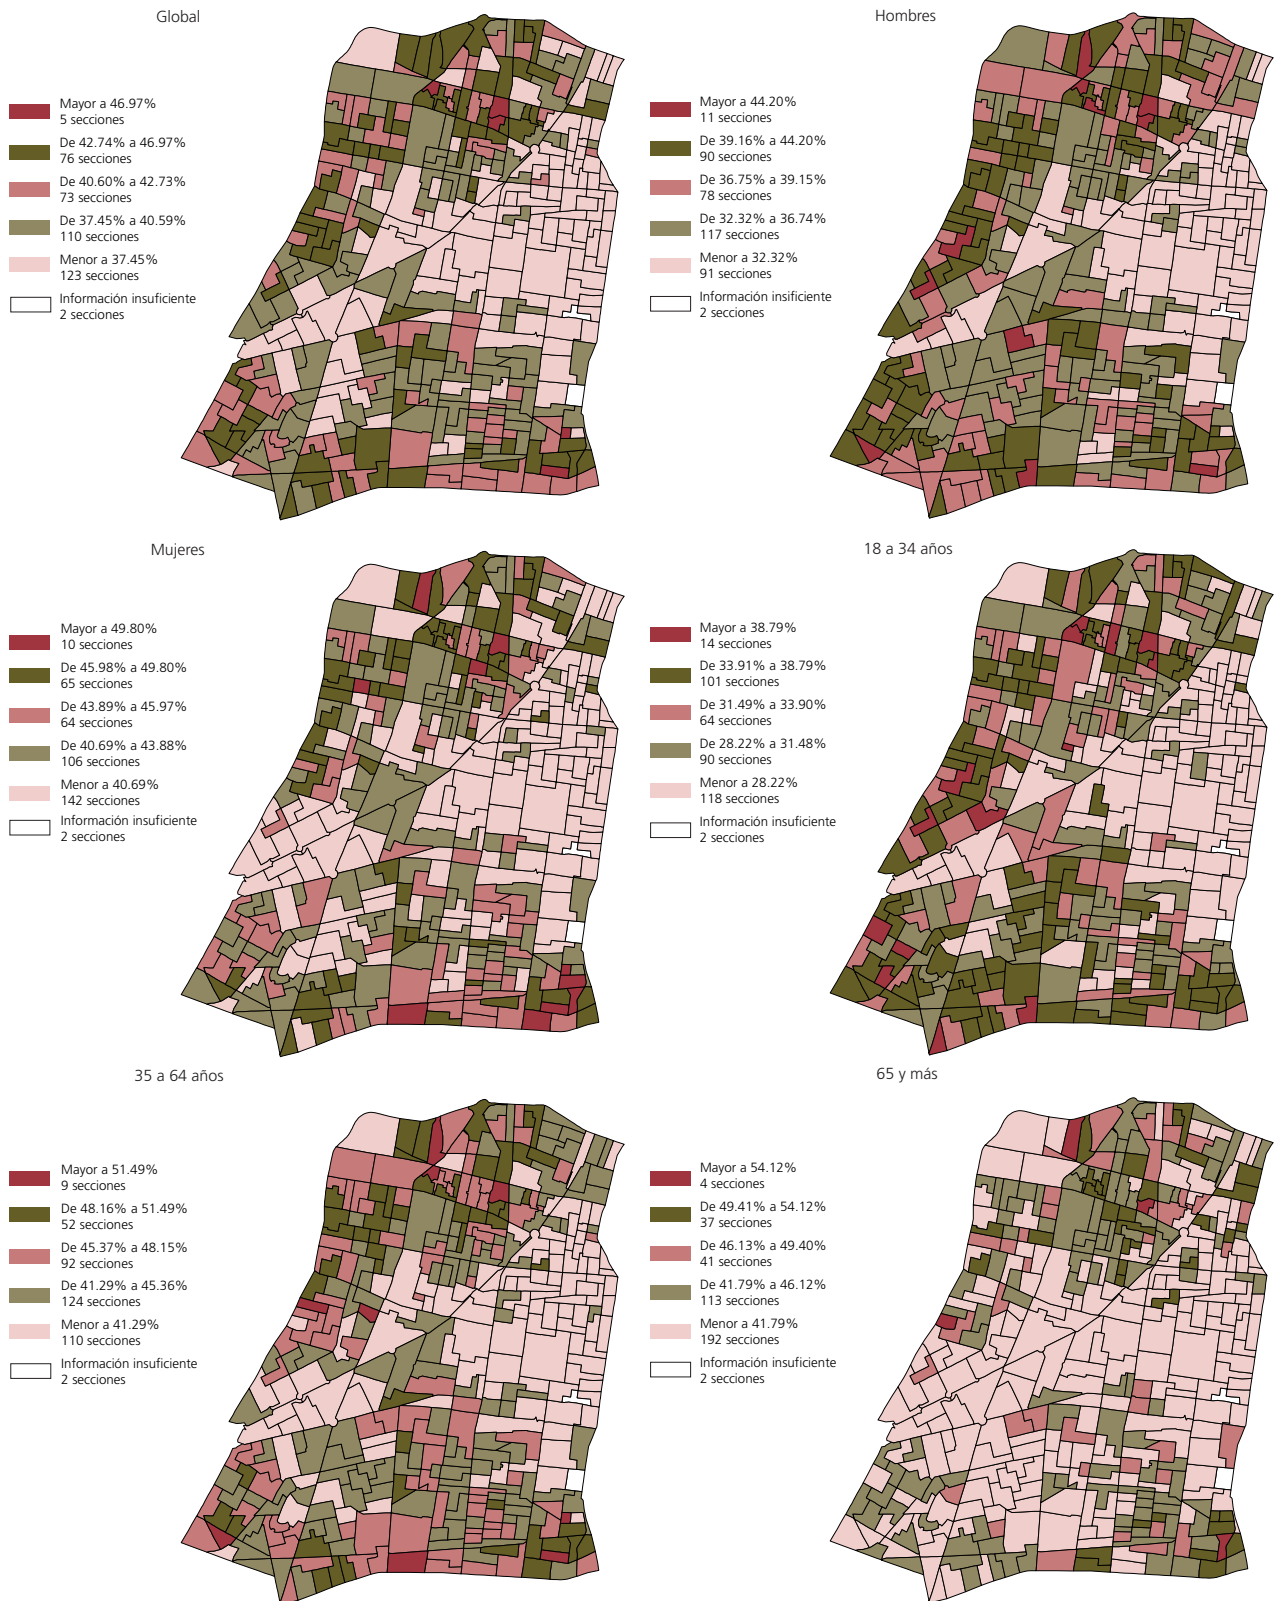 Global
Mayor a 46.97%
5 secciones
De 42.74% a 46.97%
76 secciones
De 40.60% a 42.73%
73 secciones
De 37.45% a 40.59%
110 secciones
Menor a 37.45%
123 secciones
Información insuficiente
2 secciones
Hombres
Mayor a 44.20%
11 secciones
De 39.16% a 44.20%
90 secciones
De 36.75% a 39.15%
78 secciones
De 32.32% a 36.74%
117 secciones
Menor a 32.32%
91 secciones
Información insificiente
2 secciones
Mujeres
Mayor a 49.80%
10 secciones
De 45.98% a 49.80%
65 secciones
De 43.89% a 45.97%
64 secciones
De 40.69% a 43.88%
106 secciones
Menor a 40.69%
142 secciones
Información insuficiente
2 secciones
18 a 34 años
Mayor a 38.79%
14 secciones
De 33.91% a 38.79%
101 secciones
De 31.49% a 33.90%
64 secciones
De 28.22% a 31.48%
90 secciones
Menor a 28.22%
118 secciones
Información insuficiente
2 secciones
35 a 64 años
Mayor a 51.49%
9 secciones
De 48.16% a 51.49%
52 secciones
De 45.37% a 48.15%
92 secciones
De 41.29% a 45.36%
124 secciones
Menor a 41.29%
110 secciones
Información insuficiente
2 secciones
65 y más
Mayor a 54.12%
4 secciones
De 49.41% a 54.12%
37 secciones
De 46.13% a 49.40%
41 secciones
De 41.79% a 46.12%
113 secciones
Menor a 41.79%
192 secciones
Información insuficiente
2 secciones